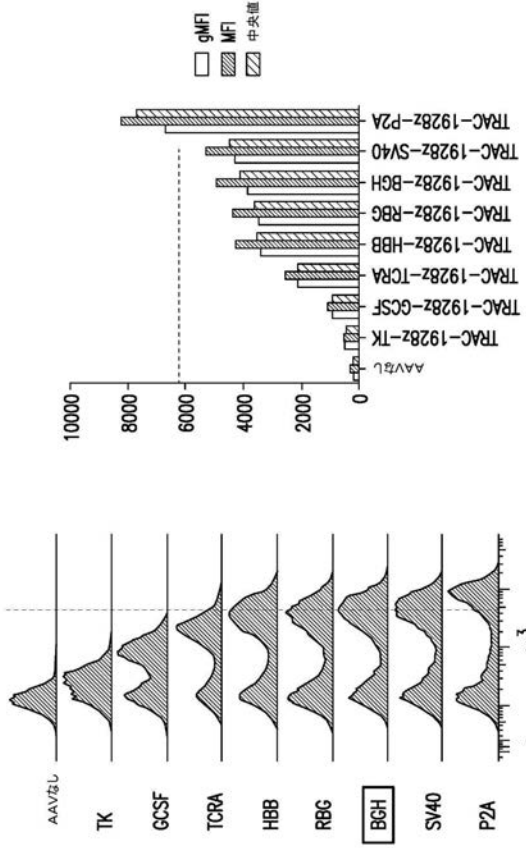 AAVなし
TK
GCSF
TCRA
HBB
RBG
BGH
SV40
P2A
3
10000
8000
6000
4000
2000
0
AAVなし
TRAC-1928z-TK
TRAC-1928z-GCSF
TRAC-1928z-TCRA
TRAC-1928z-HBB
TRAC-1928z-RBG
TRAC-1928z-BGH
TRAC-1928z-SV40
TRAC-1928z-P2A
gMFI
MFI
中央値